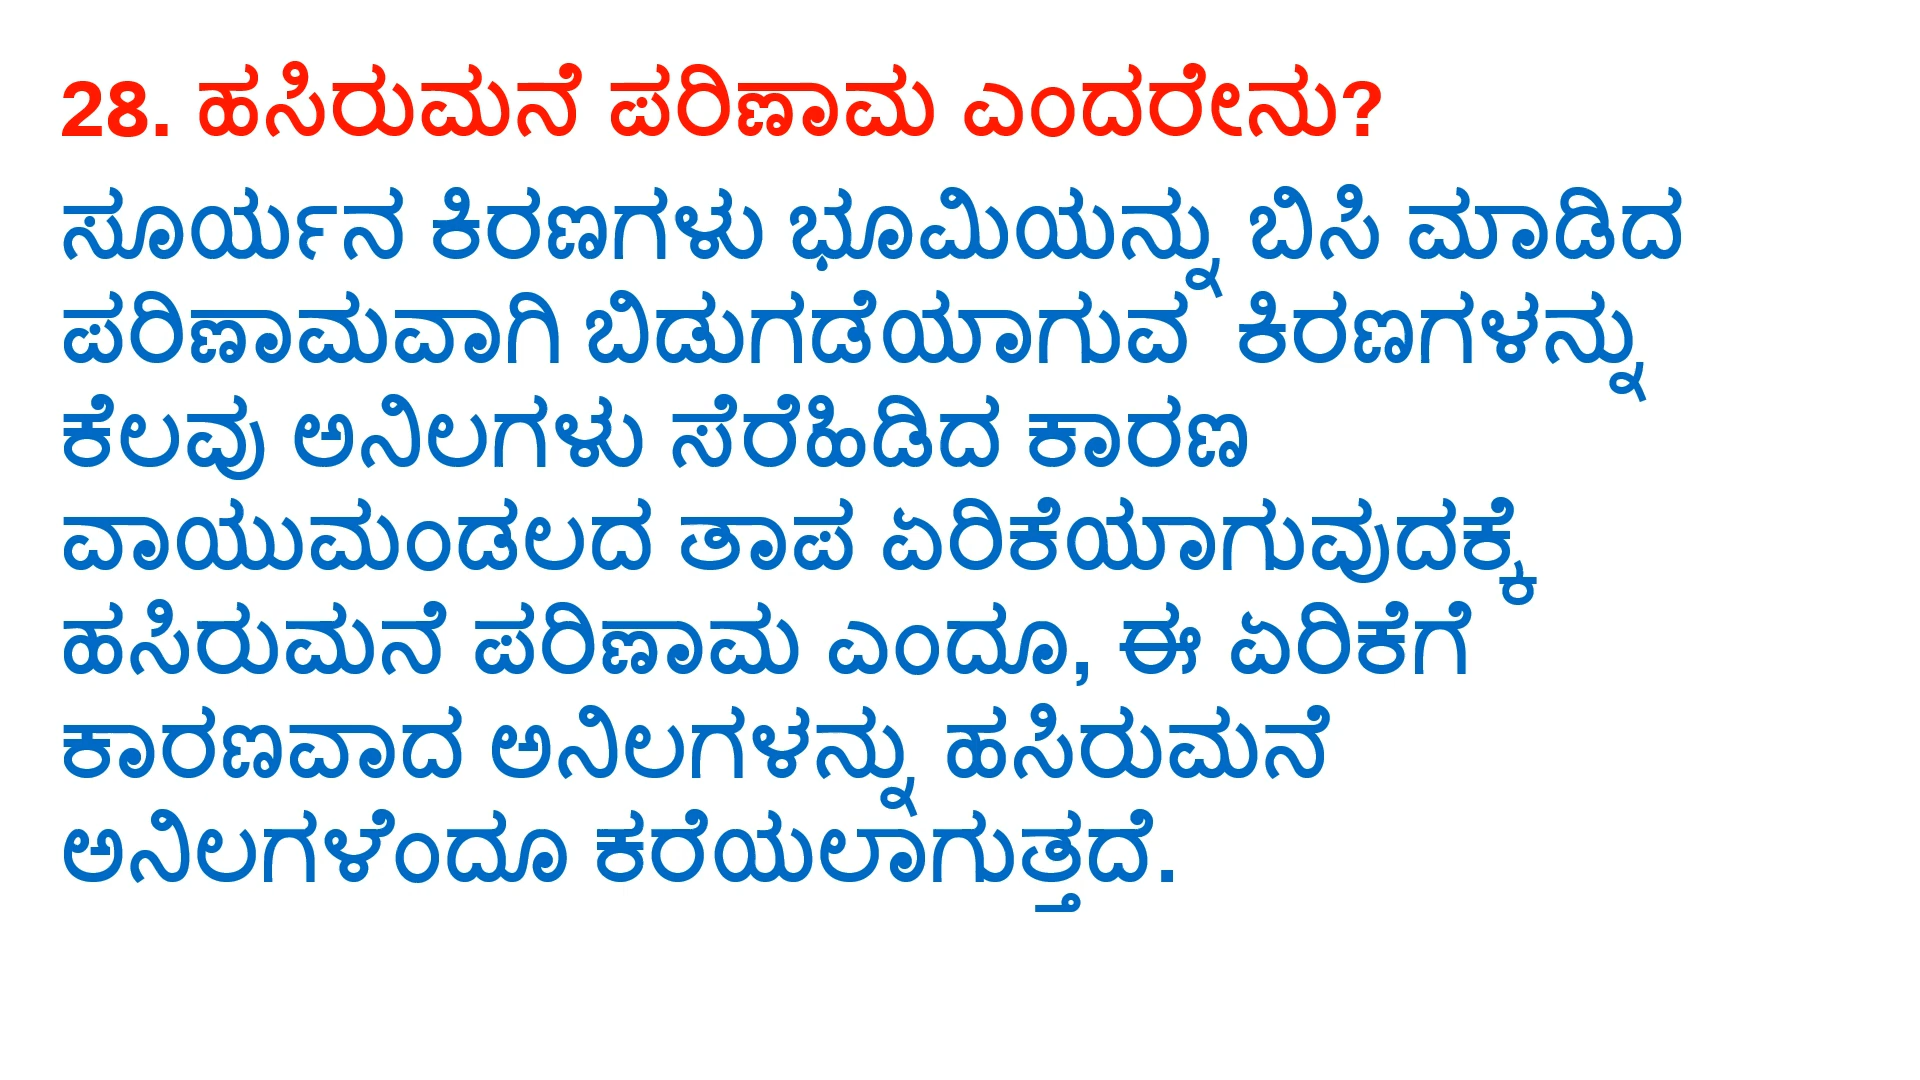 28. ಹಸಿರುಮನೆ ಪರಿಣಾಮ ಎಂದರೇನು?
ಸೂರ್ಯನ ಕಿರಣಗಳು ಭೂಮಿಯನ್ನು ಬಿಸಿ ಮಾಡಿದ
ಪರಿಣಾಮವಾಗಿ ಬಿಡುಗಡೆಯಾಗುವ ಕಿರಣಗಳನ್ನು
ಕೆಲವು ಅನಿಲಗಳು ಸೆರೆಹಿಡಿದ ಕಾರಣ
ವಾಯುಮಂಡಲದ ತಾಪ ಏರಿಕೆಯಾಗುವುದಕ್ಕೆ
ಹಸಿರುಮನೆ ಪರಿಣಾಮ ಎಂದೂ, ಈ ಏರಿಕೆಗೆ
ಕಾರಣವಾದ ಅನಿಲಗಳನ್ನು ಹಸಿರುಮನೆ
ಅನಿಲಗಳೆಂದೂ ಕರೆಯಲಾಗುತ್ತದೆ.